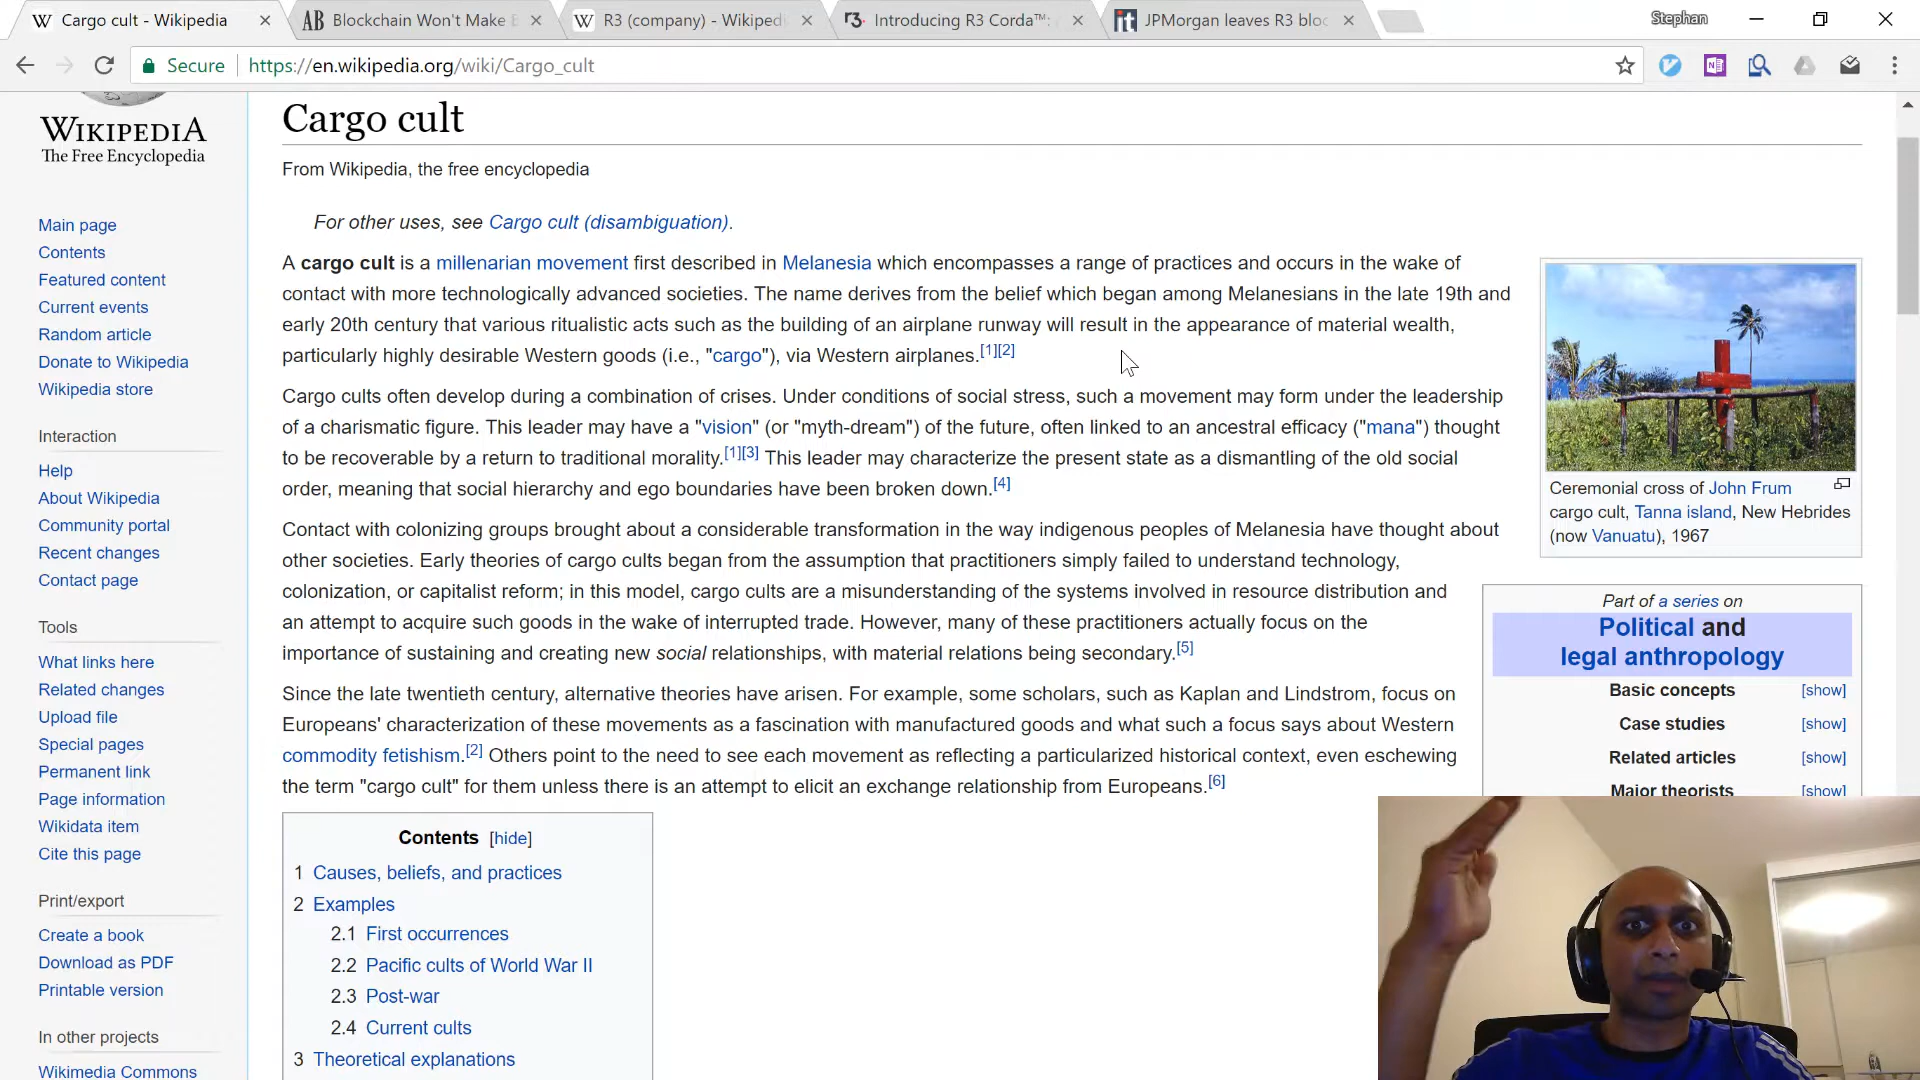 Cargo cult - Wikipedia
Blockchain Won't Make B
R3 (company) - Wikipedi
Introducing R3 Corda™:
JPMorgan leaves R3 bloc
Stephan
Secure
https://en.wikipedia.org/wiki/Cargo_cult
WIKIPEDIA
The Free Encyclopedia
Main page
Contents
Featured content
Current events
Random article
Donate to Wikipedia
Wikipedia store
Interaction
Help
About Wikipedia
Community portal
Recent changes
Contact page
Tools
What links here
Related changes
Upload file
Special pages
Permanent link
Page information
Wikidata item
Cite this page
Print/export
Create a book
Download as PDF
Printable version
In other projects
Wikimedia Commons
Cargo cult
From Wikipedia, the free encyclopedia
For other uses, see Cargo cult (disambiguation).
A cargo cult is a millenarian movement first described in Melanesia which encompasses a range of practices and occurs in the wake of
contact with more technologically advanced societies. The name derives from the belief which began among Melanesians in the late 19th and
early 20th century that various ritualistic acts such as the building of an airplane runway will result in the appearance of material wealth,
particularly highly desirable Western goods (i.e., "cargo"), via Western airplanes.[1][2]
Cargo cults often develop during a combination of crises. Under conditions of social stress, such a movement may form under the leadership
of a charismatic figure. This leader may have a "vision" (or "myth-dream") of the future, often linked to an ancestral efficacy ("mana") thought
to be recoverable by a return to traditional morality.[1][3] This leader may characterize the present state as a dismantling of the old social
order, meaning that social hierarchy and ego boundaries have been broken down.[4]
Contact with colonizing groups brought about a considerable transformation in the way indigenous peoples of Melanesia have thought about
other societies. Early theories of cargo cults began from the assumption that practitioners simply failed to understand technology,
colonization, or capitalist reform; in this model, cargo cults are a misunderstanding of the systems involved in resource distribution and
an attempt to acquire such goods in the wake of interrupted trade. However, many of these practitioners actually focus on the
importance of sustaining and creating new social relationships, with material relations being secondary.[5]
Since the late twentieth century, alternative theories have arisen. For example, some scholars, such as Kaplan and Lindstrom, focus on
Europeans' characterization of these movements as a fascination with manufactured goods and what such a focus says about Western
commodity fetishism.[2] Others point to the need to see each movement as reflecting a particularized historical context, even eschewing
the term "cargo cult" for them unless there is an attempt to elicit an exchange relationship from Europeans.[6]
Contents [hide]
1 Causes, beliefs, and practices
2 Examples
2.1 First occurrences
2.2 Pacific cults of World War II
2.3 Post-war
2.4 Current cults
3 Theoretical explanations
Ceremonial cross of John Frum
cargo cult, Tanna island, New Hebrides
(now Vanuatu), 1967
Part of a series on
Political and
legal anthropology
Basic concepts [show]
Case studies [show]
Related articles [show]
Major theorists [show]